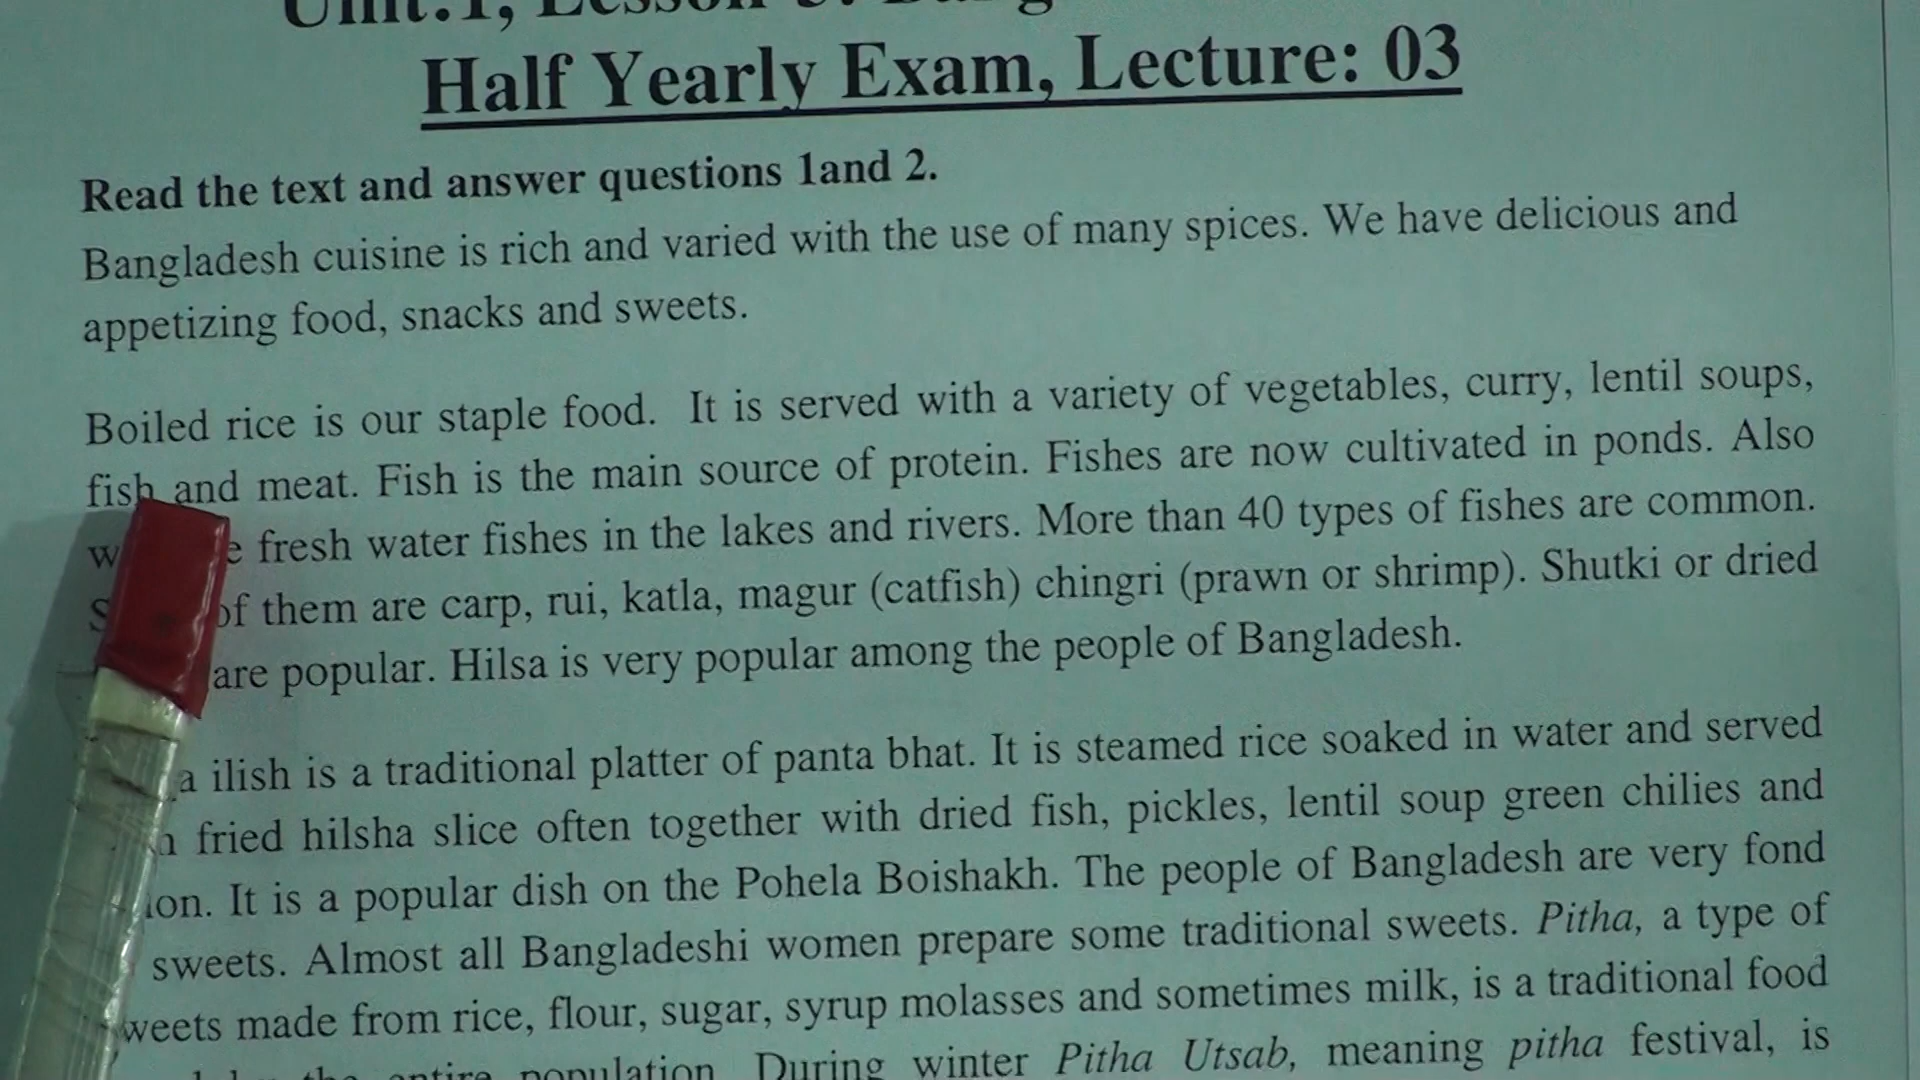 Half Yearly Exam, Lecture: 03
Read the text and answer questions 1and 2.
Bangladesh cuisine is rich and varied with the use of many spices. We have delicious and
appetizing food, snacks and sweets.
Boiled rice is our staple food. It is served with a variety of vegetables, curry, lentil soups,
fish and meat. Fish is the main source of protein. Fishes are now cultivated in ponds. Also
fresh water fishes in the lakes and rivers. More than 40 types of fishes are common.
of them are carp, rui, katla, magur (catfish) chingri (prawn or shrimp). Shutki or dried
are popular. Hilsa is very popular among the people of Bangladesh.
ilish is a traditional platter of panta bhat. It is steamed rice soaked in water and served
fried hilsha slice often together with dried fish, pickles, lentil soup green chilies and
It is a popular dish on the Pohela Boishakh. The people of Bangladesh are very fond
sweets. Almost all Bangladeshi women prepare some traditional sweets. Pitha, a type of
sweets made from rice, flour, sugar, syrup molasses and sometimes milk, is a traditional food
the entire population. During winter Pitha Utsab, meaning pitha festival, is